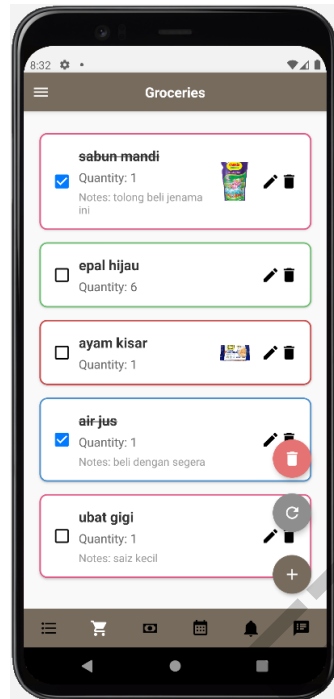 8:32
Groceries
sabun mandi
Quantity: 1
Notes: tolong beli jenama
ini
epal hijau
Quantity: 6
ayam kisar
Quantity: 1
air jus
Quantity: 1
Notes: beli dengan segera
ubat gigi
Quantity: 1
Notes: saiz kecil